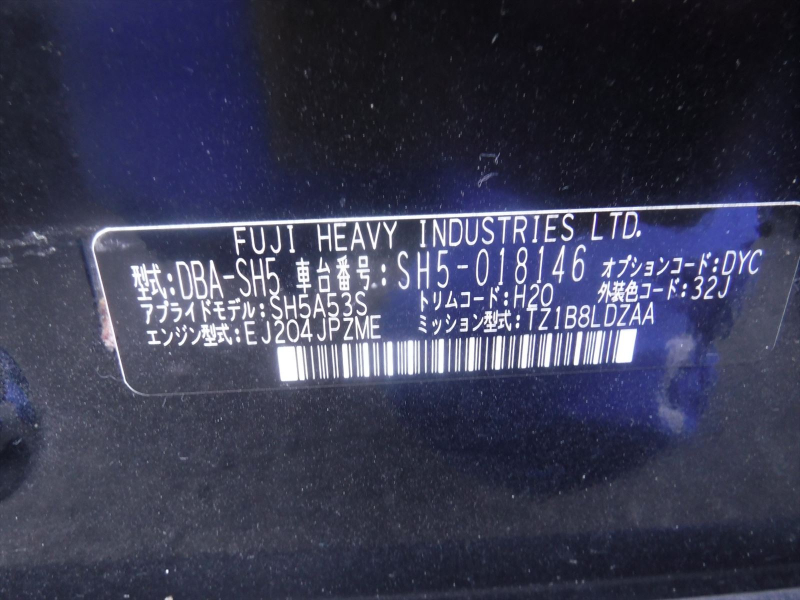 FUJI HEAVY INDUSTRIES LTD.
型式:DBA-SH5 車台番号:SH5-018146 オプションコード:DYC
アプライドモデル:SH5A53S トリムコード:H20 外装色コード:32J
エンジン型式:EJ204JPZME ミッション型式:TZ1B8LDZAA